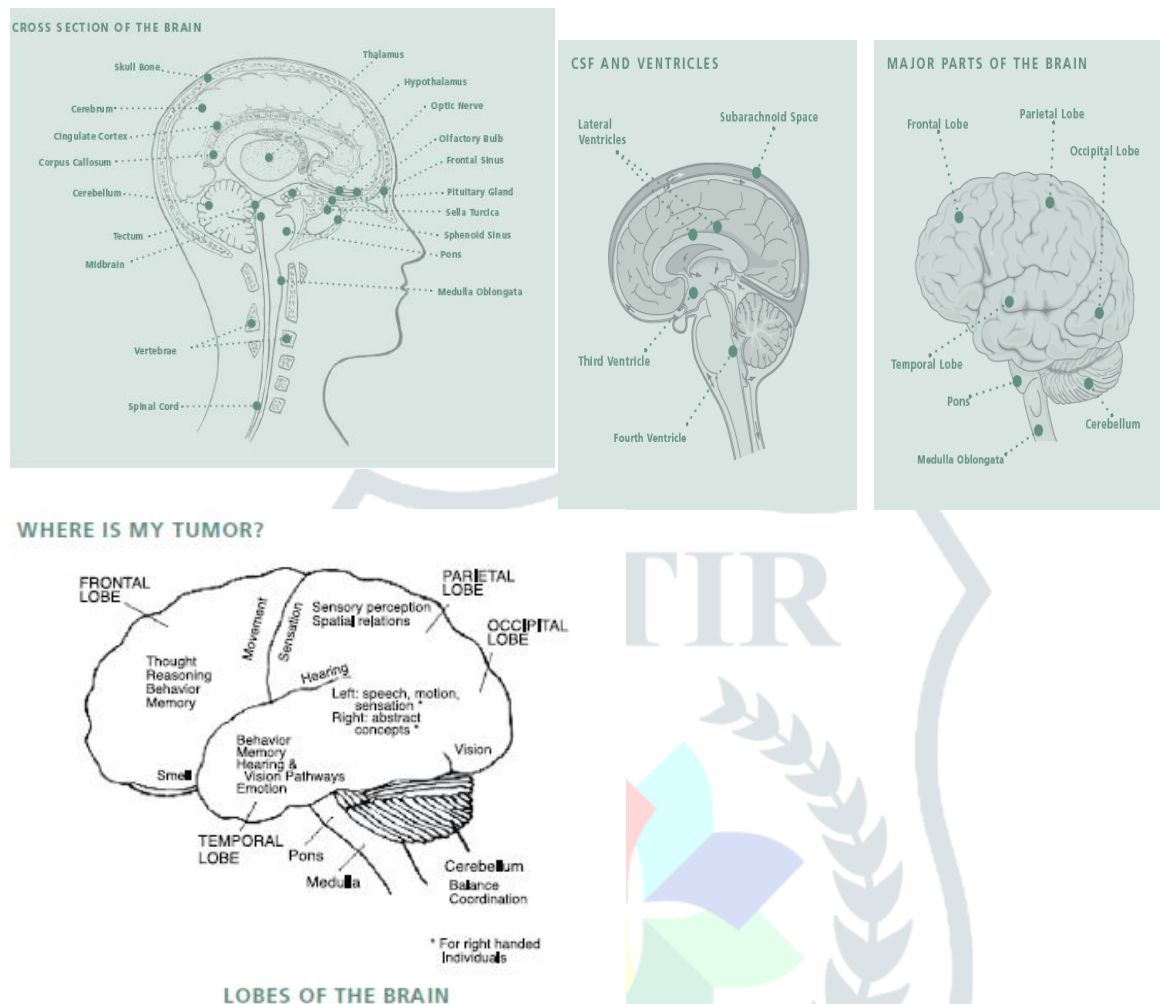 CROSS SECTION OF THE BRAIN
Thalamus
Skull Bone
Hypothalamus
Optic Nerve
Cerebrum
Cingulate Cortex
Olfactory Bulb
Corpus Callosum
Frontal Sinus
Cerebellum
Pituitary Gland
Sella Turcica
Tectum
Sphenoid Sinus
Pons
Midbrain
Medulla Oblongata
Vertebrae
Spinal Cord
CSF AND VENTRICLES
Lateral
Ventricles
Subarachnoid Space
Third Ventricle
Fourth Ventricle
MAJOR PARTS OF THE BRAIN
Frontal Lobe
Parietal Lobe
Occipital Lobe
Temporal Lobe
Pons
Cerebellum
Medulla Oblongata
WHERE IS MY TUMOR?
FRONTAL
LOBE
PARIETAL
LOBE
OCCIPITAL
LOBE
Movement
Sensation
Sensory perception
Spatial relations
Thought
Reasoning
Behavior
Memory
Hearing
Left: speech, motion,
sensation *
Right: abstract
concepts *
Behavior
Memory
Hearing &
Vision Pathways
Emotion
Vision
Smell
TEMPORAL
LOBE
Pons
Medulla
Cerebellum
Balance
Coordination
* For right handed
Individuals
LOBES OF THE BRAIN
TIR